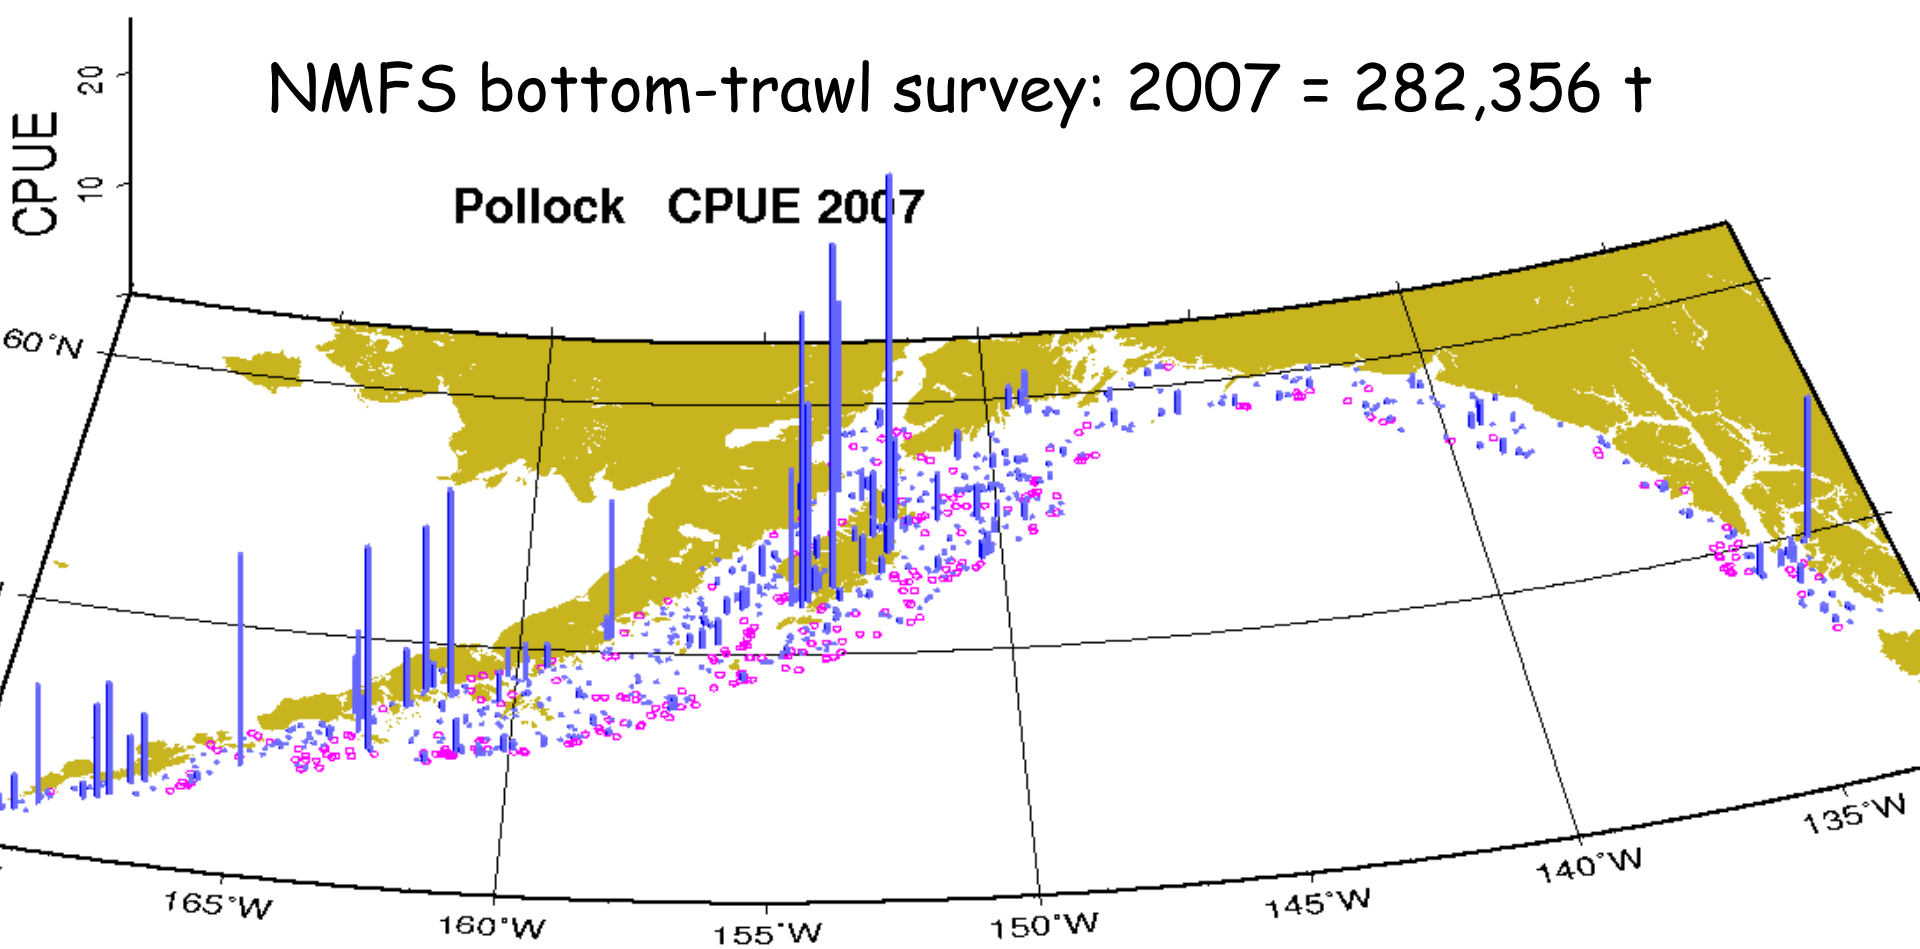 NMFS bottom-trawl survey: 2007 = 282,356 t
20
10
CPUE
Pollock CPUE 2007
60°N
165°W
160°W
155°W
150°W
145°W
140°W
135°W